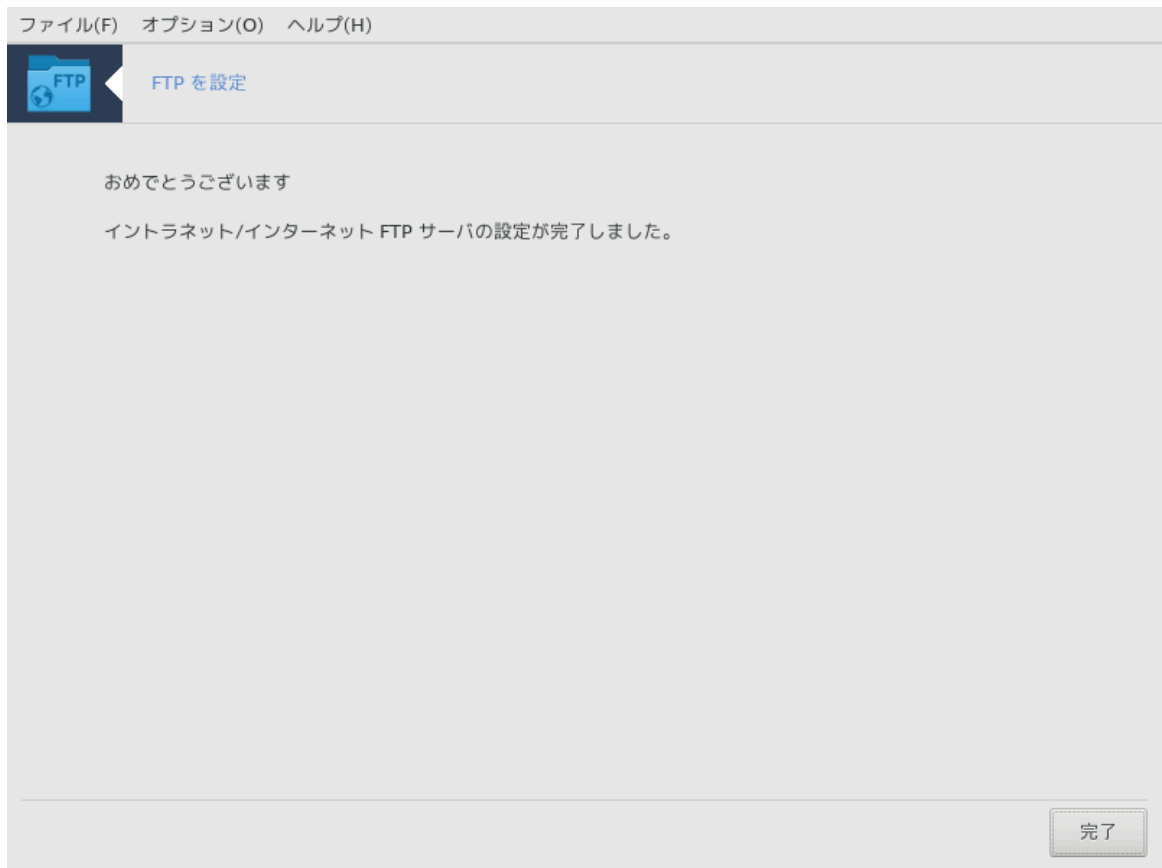 ファイル(F) オプション(O) ヘルプ(H)
FTP
FTP を設定
おめでとうございます
イントラネット/インターネット FTP サーバの設定が完了しました。
完了